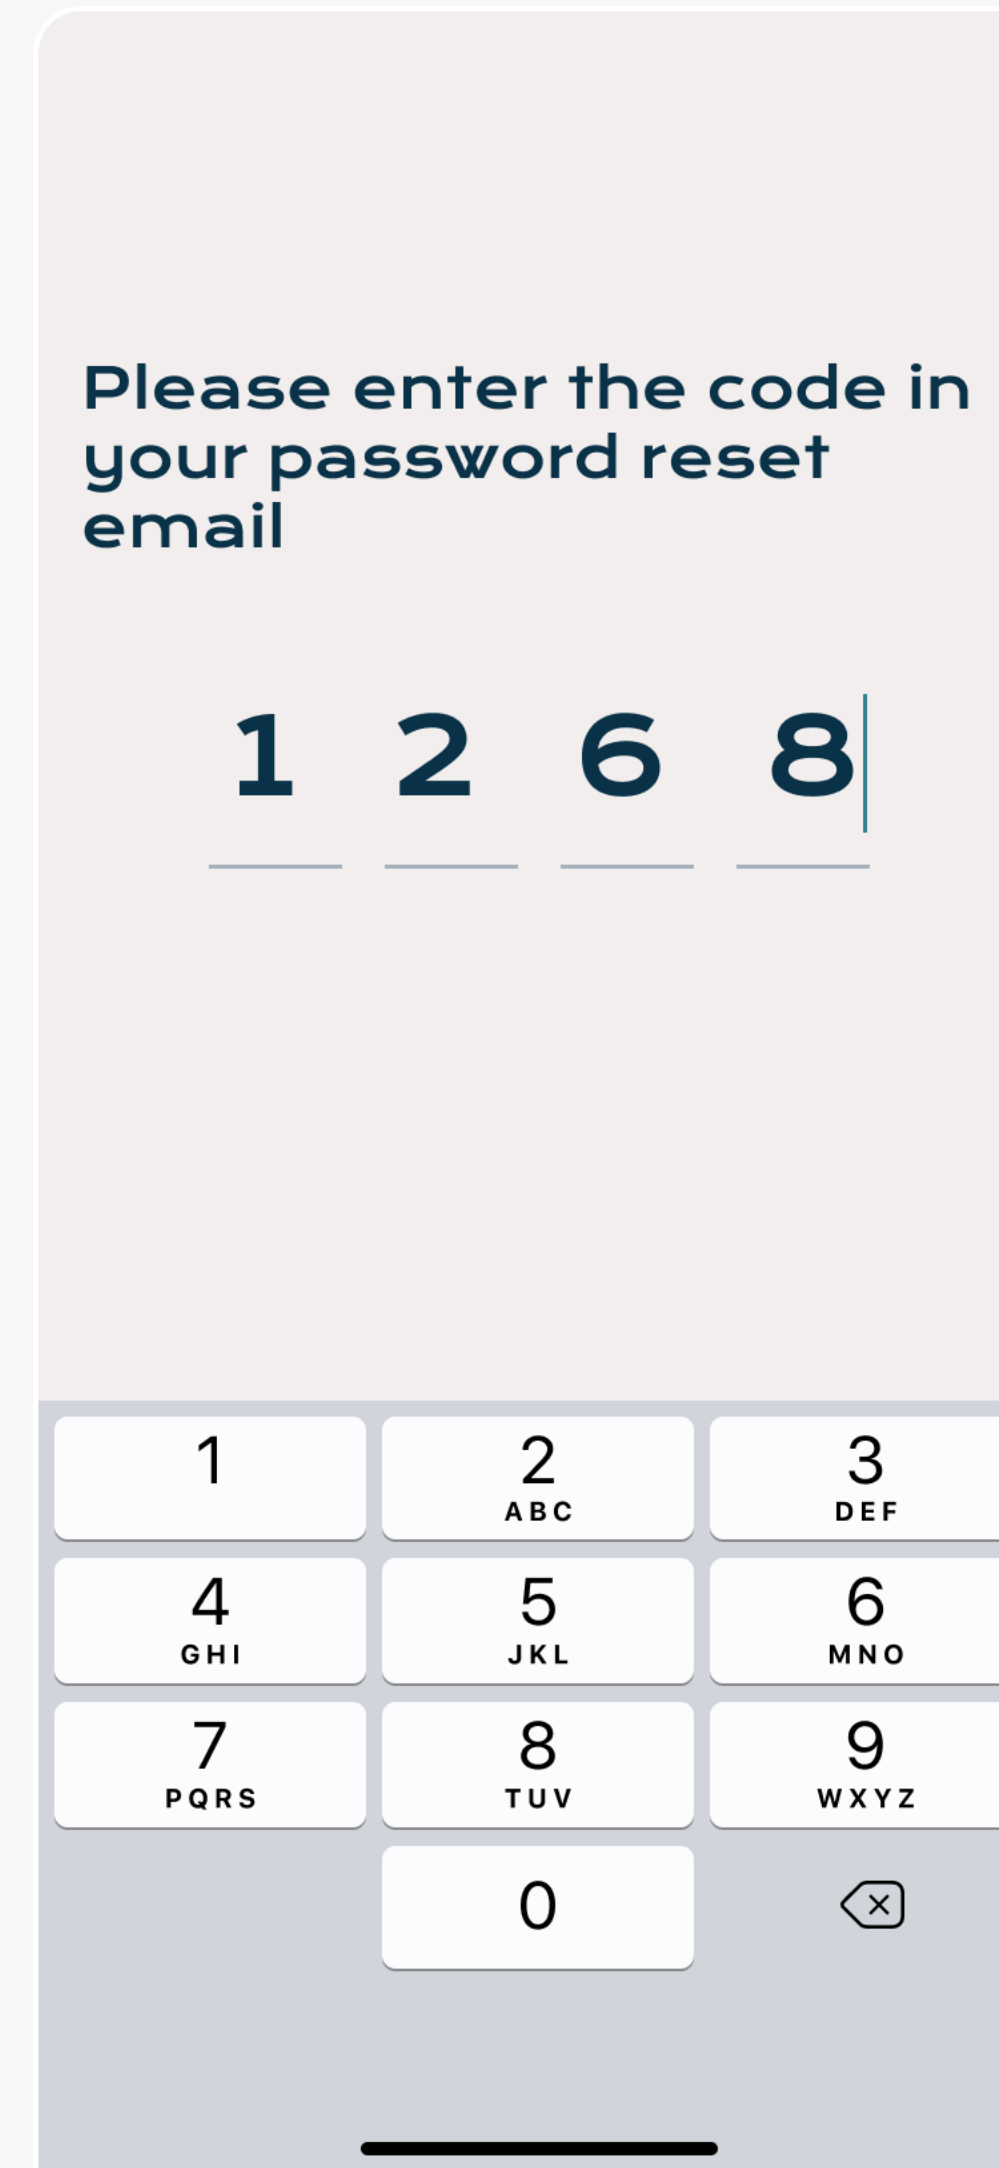 Please enter the code in
your password reset
email
1 2 6 8
1 2 3
ABC DEF
4 5 6
GHI JKL MNO
7 8 9
PQRS TUV WXYZ
0